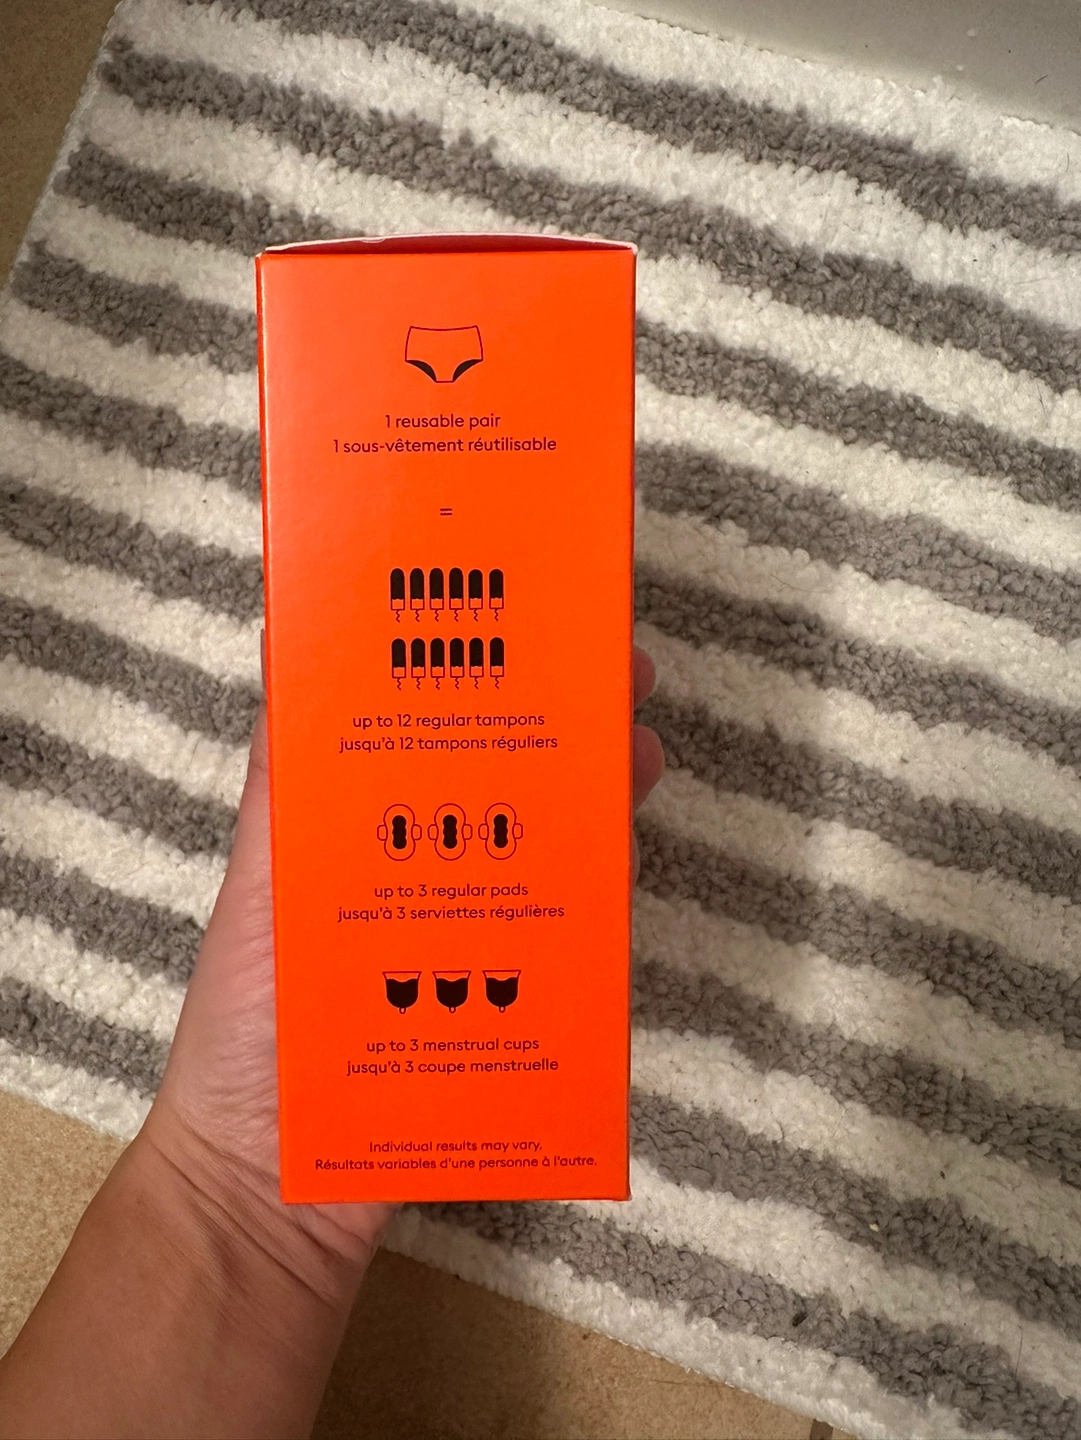 1 reusable pair
1 sous-vêtement réutilisable
=
up to 12 regular tampons
jusqu'à 12 tampons réguliers
up to 3 regular pads
jusqu'à 3 serviettes régulières
up to 3 menstrual cups
jusqu'à 3 coupe menstruelle
Individual results may vary.
Résultats variables d'une personne à l'autre.